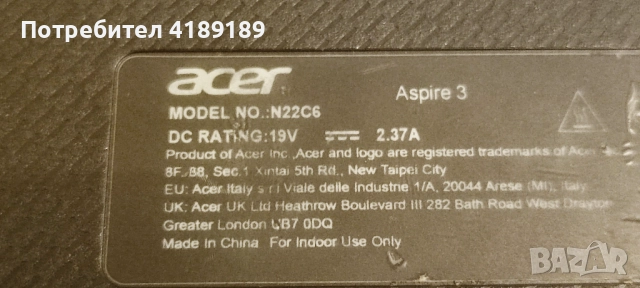 Потребител 4189189
acer
Aspire 3
MODEL NO.:N22C6
DC RATING:19V 2.37A
Product of Acer Inc ,Acer and logo are registered trademarks of Acer
8F, 88, Sec.1 Xintai 5th Rd., New Taipei City
EU: Acer Italy s r l Viale delle Industrie 1/A, 20044 Arese (MI), Italy
UK: Acer UK Ltd Heathrow Boulevard III 282 Bath Road West Drayton
Greater London UB7 0DQ
Made In China For Indoor Use Only
BAZAR